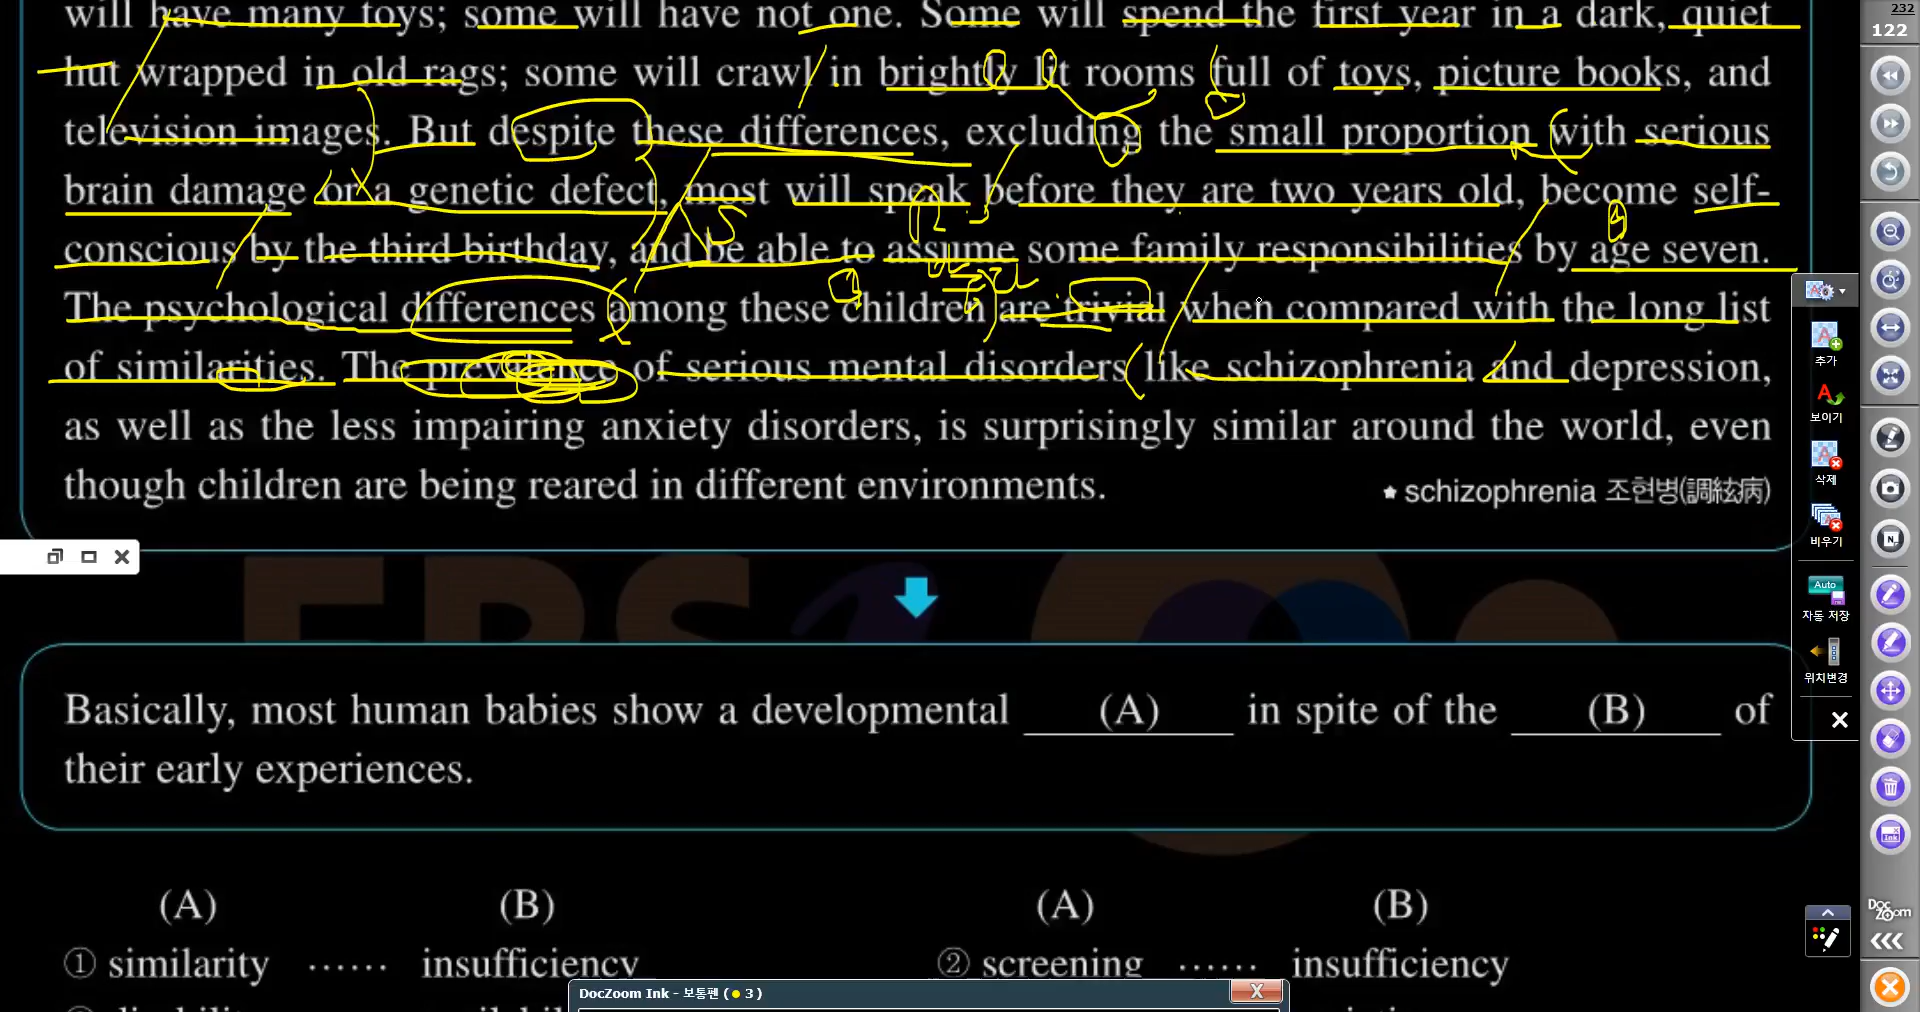 will have many toys; some will have not one. Some will spend the first year in a dark, quiet
hut wrapped in old rags; some will crawl in brightly lit rooms full of toys, picture books, and
television images. But despite these differences, excluding the small proportion with serious
brain damage or a genetic defect, most will speak before they are two years old, become self-
conscious by the third birthday, and be able to assume some family responsibilities by age seven.
The psychological differences among these children are trivial when compared with the long list
of similarities. The prevalence of serious mental disorders like schizophrenia and depression,
as well as the less impairing anxiety disorders, is surprisingly similar around the world, even
though children are being reared in different environments.
★ schizophrenia 조현병(調絃病)
Basically, most human babies show a developmental (A) in spite of the (B) of
their early experiences.
(A) (B) (A) (B)
① similarity ...... insufficiency ② screening ...... insufficiency
DocZoom Ink - 보통펜 ( 3 )
232
122
추가
보이기
삭제
비우기
Auto
자동 저장
위치변경
Doc
Zoom